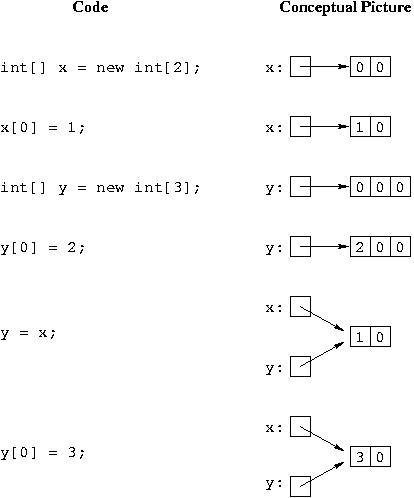 Code Conceptual Picture
int[] x = new int[2]; x: 0 0
x[0] = 1; x: 1 0
int[] y = new int[3]; y: 0 0 0
y[0] = 2; y: 2 0 0
x:
y = x; 1 0
y:
x:
y[0] = 3; 3 0
y: